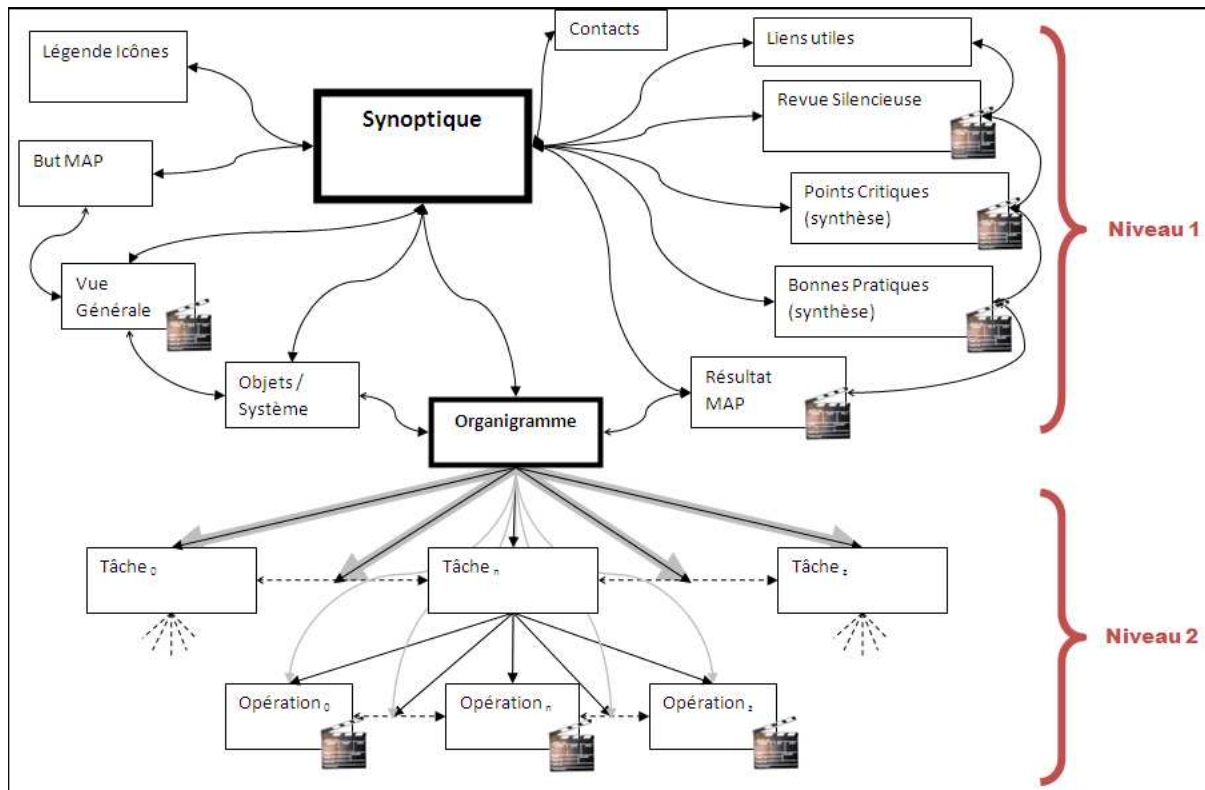 Contacts
Légende Icônes
Liens utiles
Synoptique
Revue Silencieuse
But MAP
Points Critiques
(synthèse)
Niveau 1
Vue
Générale
Bonnes Pratiques
(synthèse)
Objets /
Système
Résultat
MAP
Organigramme
Tâche 0
Tâche n
Tâche z
Niveau 2
Opération 0
Opération n
Opération z